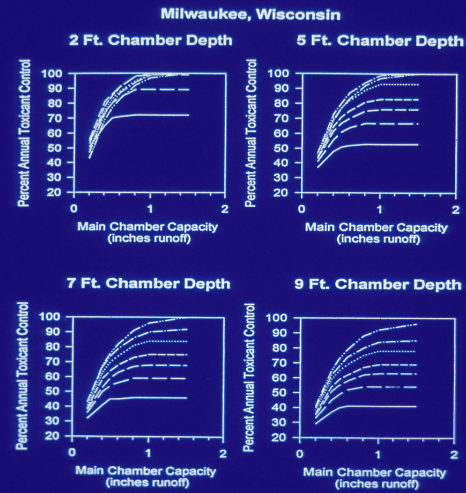 Milwaukee, Wisconsin
2 Ft. Chamber Depth
Percent Annual Toxicant Control
100
90
80
70
60
50
40
30
20
0
1
2
Main Chamber Capacity
(inches runoff)
5 Ft. Chamber Depth
Percent Annual Toxicant Control
100
90
80
70
60
50
40
30
20
0
1
2
Main Chamber Capacity
(inches runoff)
7 Ft. Chamber Depth
Percent Annual Toxicant Control
100
90
80
70
60
50
40
30
20
0
1
2
Main Chamber Capacity
(inches runoff)
9 Ft. Chamber Depth
Percent Annual Toxicant Control
100
90
80
70
60
50
40
30
20
0
1
2
Main Chamber Capacity
(inches runoff)